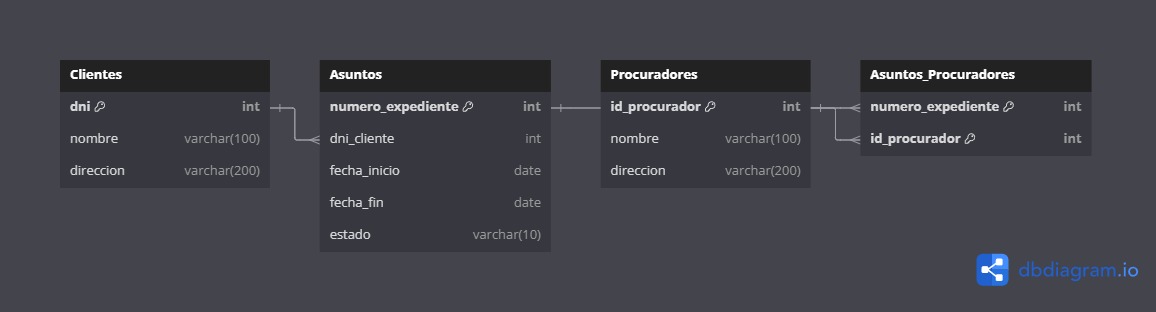 Clientes
dni int
nombre varchar(100)
direccion varchar(200)
Asuntos
numero_expediente int
dni_cliente int
fecha_inicio date
fecha_fin date
estado varchar(10)
Procuradores
id_procurador int
nombre varchar(100)
direccion varchar(200)
Asuntos_Procuradores
numero_expediente int
id_procurador int
dbdiagram.io